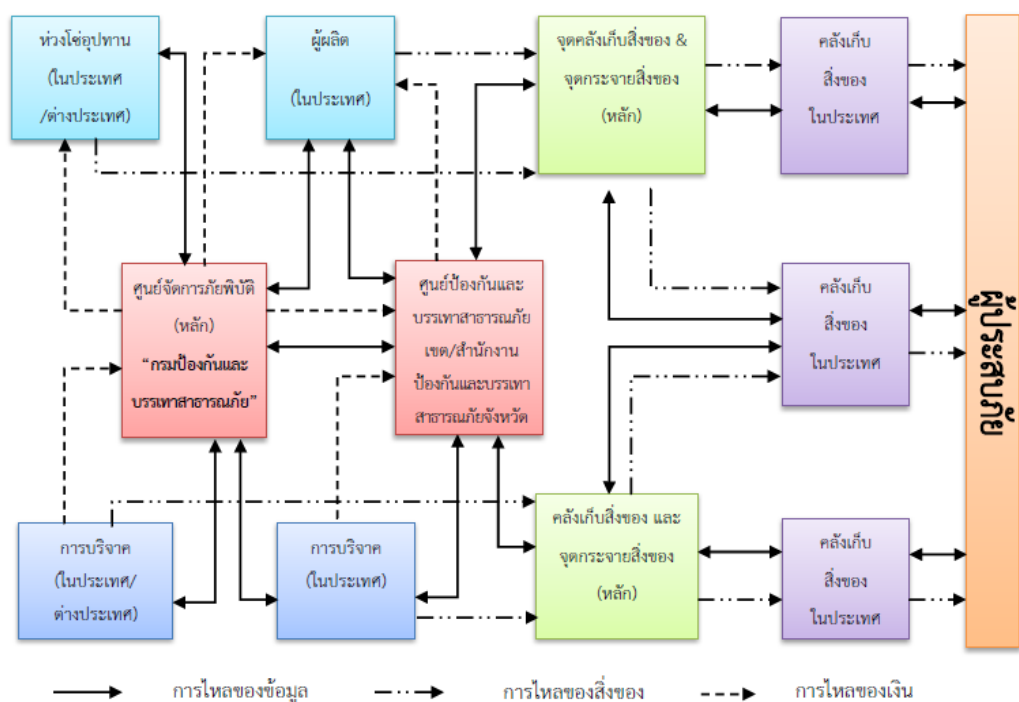 ห่วงโซ่อุปทาน
(ในประเทศ
/ต่างประเทศ)
ผู้ผลิต
(ในประเทศ)
จุดคลังเก็บสิ่งของ &
จุดกระจายสิ่งของ
(หลัก)
คลังเก็บ
สิ่งของ
ในประเทศ
ศูนย์จัดการภัยพิบัติ
(หลัก)
“กรมป้องกันและ
บรรเทาสาธารณภัย”
ศูนย์ป้องกันและ
บรรเทาสาธารณภัย
เขต/สำนักงาน
ป้องกันและบรรเทา
สาธารณภัยจังหวัด
คลังเก็บ
สิ่งของ
ในประเทศ
ผู้ประสบภัย
การบริจาค
(ในประเทศ/
ต่างประเทศ)
การบริจาค
(ในประเทศ)
คลังเก็บสิ่งของ และ
จุดกระจายสิ่งของ
(หลัก)
คลังเก็บ
สิ่งของ
ในประเทศ
การไหลของข้อมูล
การไหลของสิ่งของ
การไหลของเงิน